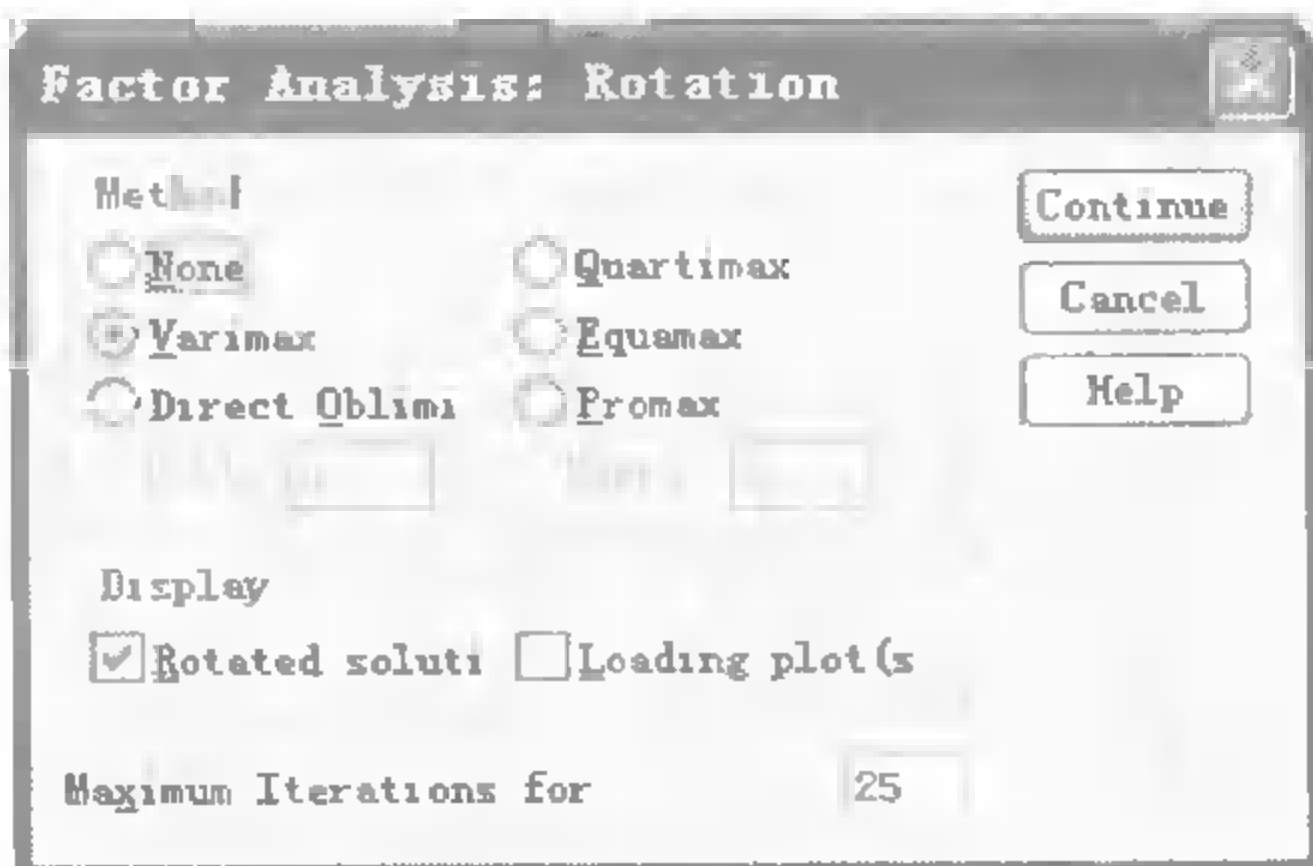 Factor Analysis: Rotation
Method
Continue
None
Quartimax
Cancel
Varimax
Equamax
Help
Direct Oblimi
Promax
Display
Rotated soluti
Loading plot(s
Maximum Iterations for
25